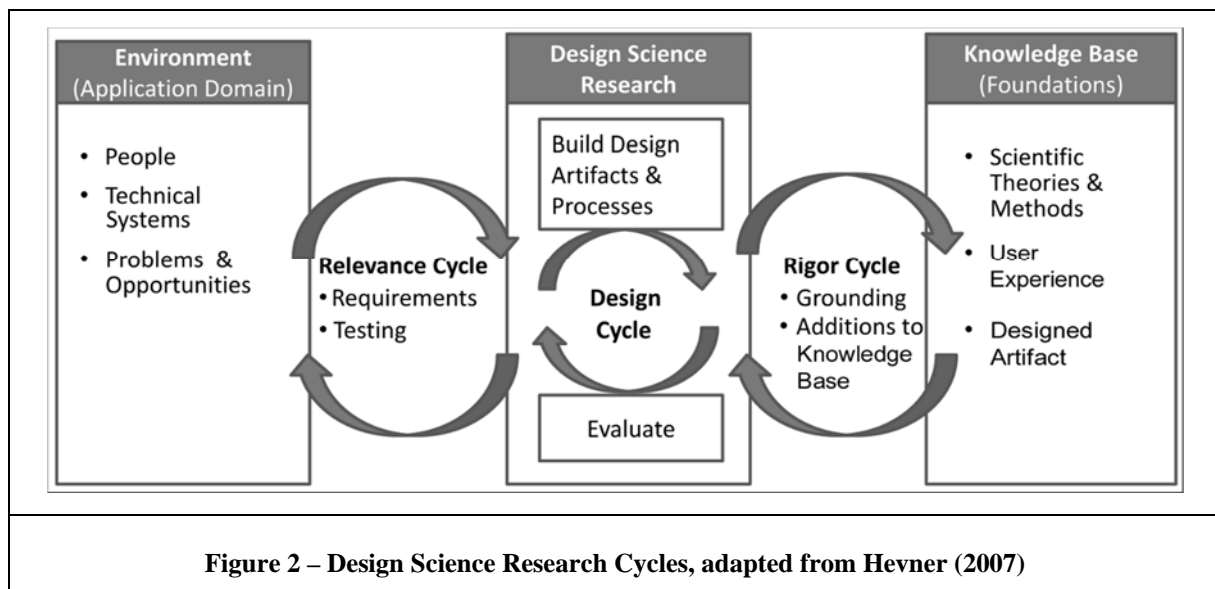 Environment
(Application Domain)
• People
• Technical
Systems
• Problems &
Opportunities
Relevance Cycle
• Requirements
• Testing
Design Science
Research
Build Design
Artifacts &
Processes
Design
Cycle
Evaluate
Rigor Cycle
• Grounding
• Additions to
Knowledge
Base
Knowledge Base
(Foundations)
• Scientific
Theories &
Methods
• User
Experience
• Designed
Artifact
Figure 2 – Design Science Research Cycles, adapted from Hevner (2007)